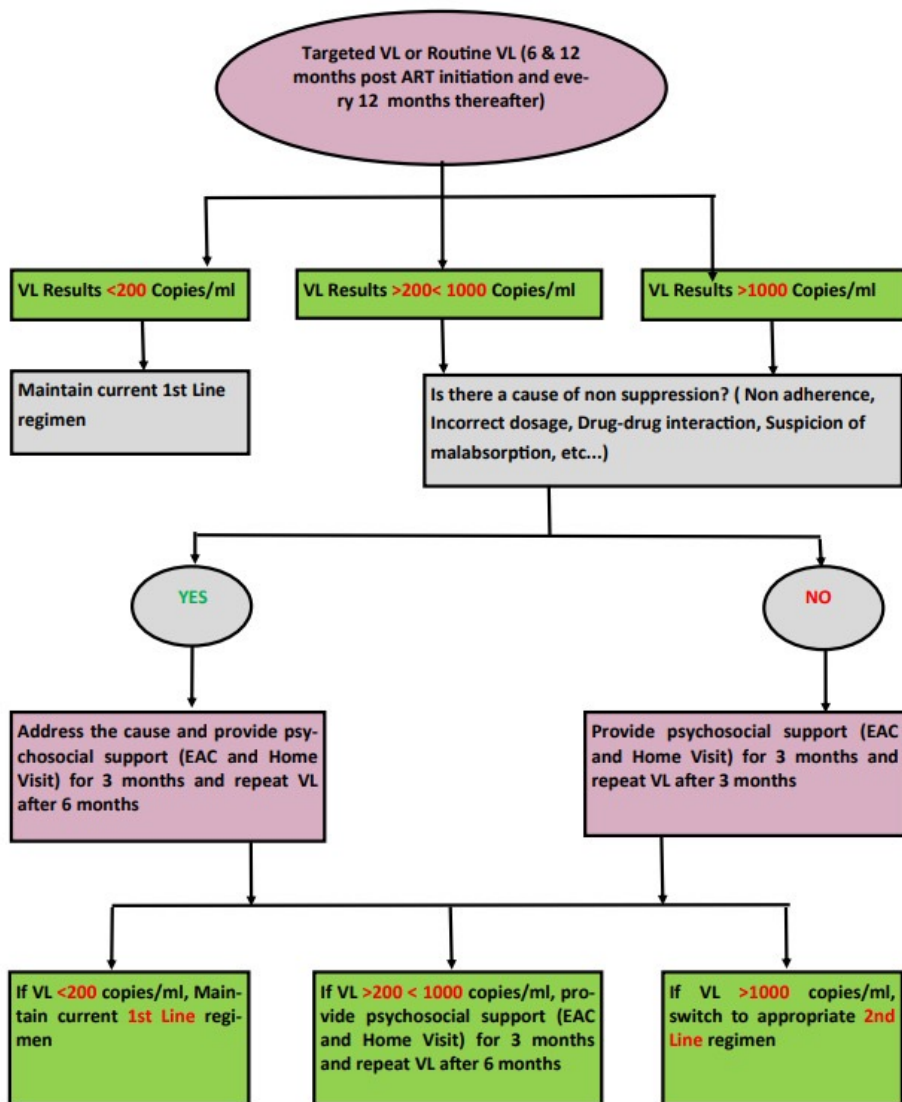 Targeted VL or Routine VL (6 & 12
months post ART initiation and eve-
ry 12 months thereafter)
VL Results <200 Copies/ml
VL Results >200< 1000 Copies/ml
VL Results >1000 Copies/ml
Maintain current 1st Line
regimen
Is there a cause of non suppression? ( Non adherence,
Incorrect dosage, Drug-drug interaction, Suspicion of
malabsorption, etc...)
YES
NO
Address the cause and provide psy-
chosocial support (EAC and Home
Visit) for 3 months and repeat VL
after 6 months
Provide psychosocial support (EAC
and Home Visit) for 3 months and
repeat VL after 3 months
If VL <200 copies/ml, Main-
tain current 1st Line regi-
men
If VL >200 < 1000 copies/ml, pro-
vide psychosocial support (EAC
and Home Visit) for 3 months
and repeat VL after 6 months
If VL >1000 copies/ml,
switch to appropriate 2nd
Line regimen